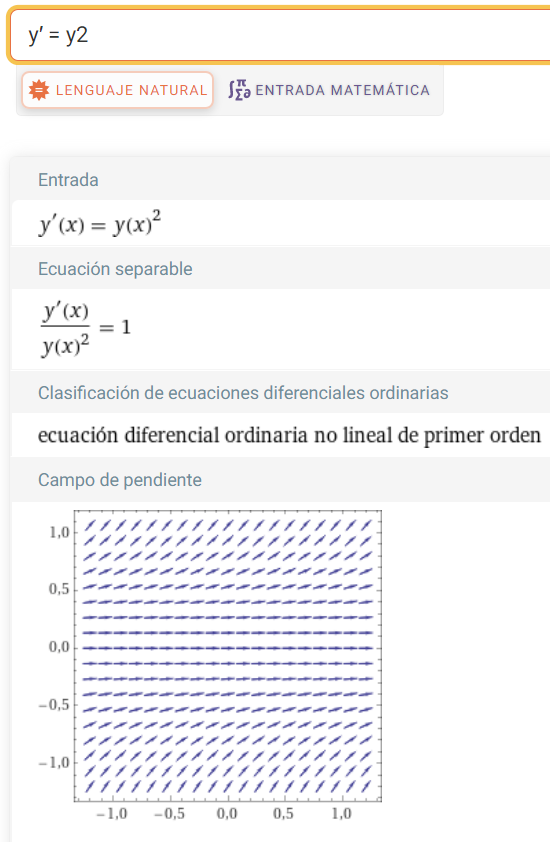 y′ = y2
LENGUAJE NATURAL
ENTRADA MATEMÁTICA
Entrada
y′(x) = y(x)²
Ecuación separable
y′(x)/y(x)² = 1
Clasificación de ecuaciones diferenciales ordinarias
ecuación diferencial ordinaria no lineal de primer orden
Campo de pendiente
1,0
0,5
0,0
−0,5
−1,0
−1,0 −0,5 0,0 0,5 1,0